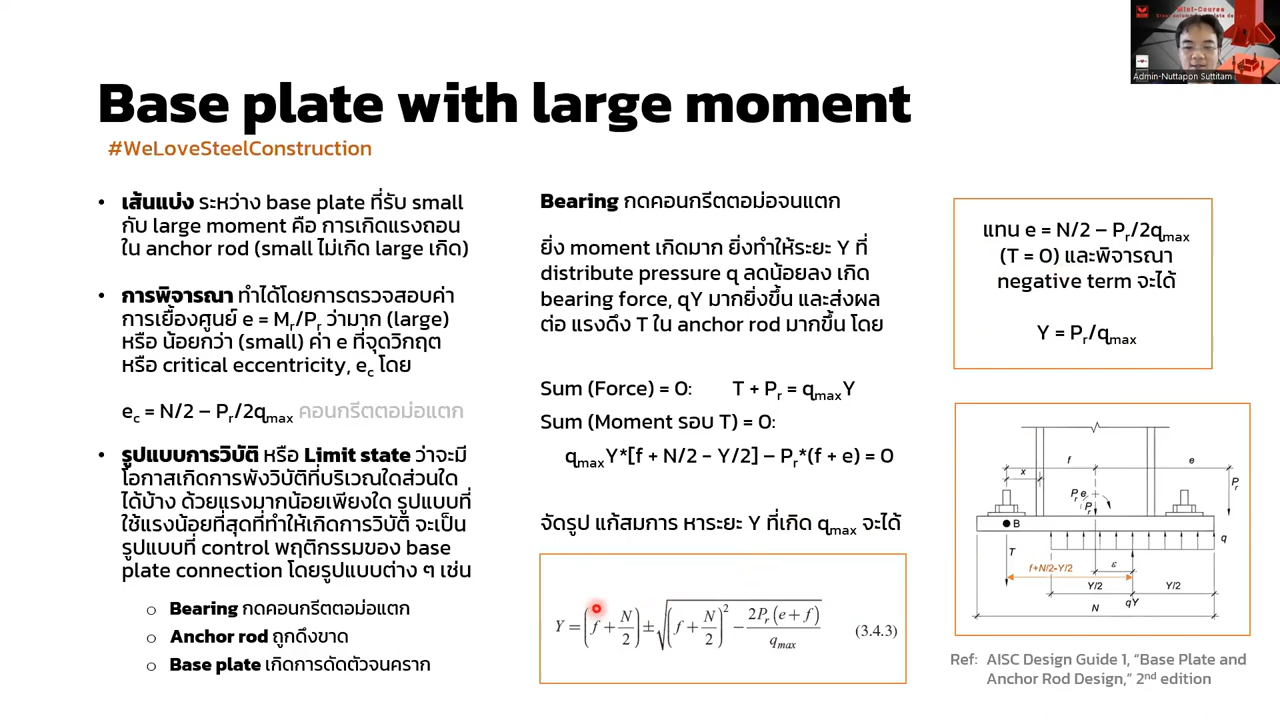 Mini-Course
Admin-Nuttapon Suttitam
Base plate with large moment
#WeLoveSteelConstruction
• เส้นแบ่ง ระหว่าง base plate ที่รับ small
กับ large moment คือ การเกิดแรงถอน
ใน anchor rod (small ไม่เกิด large เกิด)
• การพิจารณา ทำได้โดยการตรวจสอบค่า
การเยื้องศูนย์ e = Mr/Pr ว่ามาก (large)
หรือ น้อยกว่า (small) ค่า e ที่จุดวิกฤต
หรือ critical eccentricity, ec โดย
ec = N/2 – Pr/2qmax คอนกรีตตอม่อแตก
• รูปแบบการวิบัติ หรือ Limit state ว่าจะมี
โอกาสเกิดการพังวิบัติที่บริเวณใดส่วนใด
ได้บ้าง ด้วยแรงมากน้อยเพียงใด รูปแบบที่
ใช้แรงน้อยที่สุดที่ทำให้เกิดการวิบัติ จะเป็น
รูปแบบที่ control พฤติกรรมของ base
plate connection โดยรูปแบบต่าง ๆ เช่น
o Bearing กดคอนกรีตตอม่อแตก
o Anchor rod ถูกดึงขาด
o Base plate เกิดการดัดตัวจนคราก
Bearing กดคอนกรีตตอม่อจนแตก
ยิ่ง moment เกิดมาก ยิ่งทำให้ระยะ Y ที่
distribute pressure q ลดน้อยลง เกิด
bearing force, qY มากยิ่งขึ้น และส่งผล
ต่อ แรงดึง T ใน anchor rod มากขึ้น โดย
Sum (Force) = 0: T + Pr = qmaxY
Sum (Moment รอบ T) = 0:
qmaxY*[f + N/2 - Y/2] – Pr*(f + e) = 0
จัดรูป แก้สมการ หาระยะ Y ที่เกิด qmax จะได้
Y = (f + N/2) ± √((f + N/2)² − 2Pr(e + f)/qmax) (3.4.3)
แทน e = N/2 – Pr/2qmax
(T = 0) และพิจารณา
negative term จะได้
Y = Pr/qmax
f e
x
Pr e
Pr
Pr
B
q
T
ε
f+N/2-Y/2
Y/2 Y/2
qY
N
Ref: AISC Design Guide 1, “Base Plate and
Anchor Rod Design,” 2nd edition